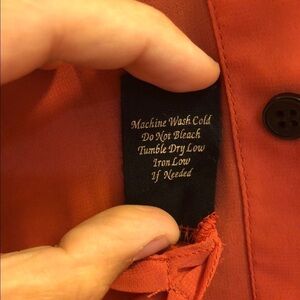 Machine Wash Cold
Do Not Bleach
Tumble Dry Low
Iron Low
If Needed